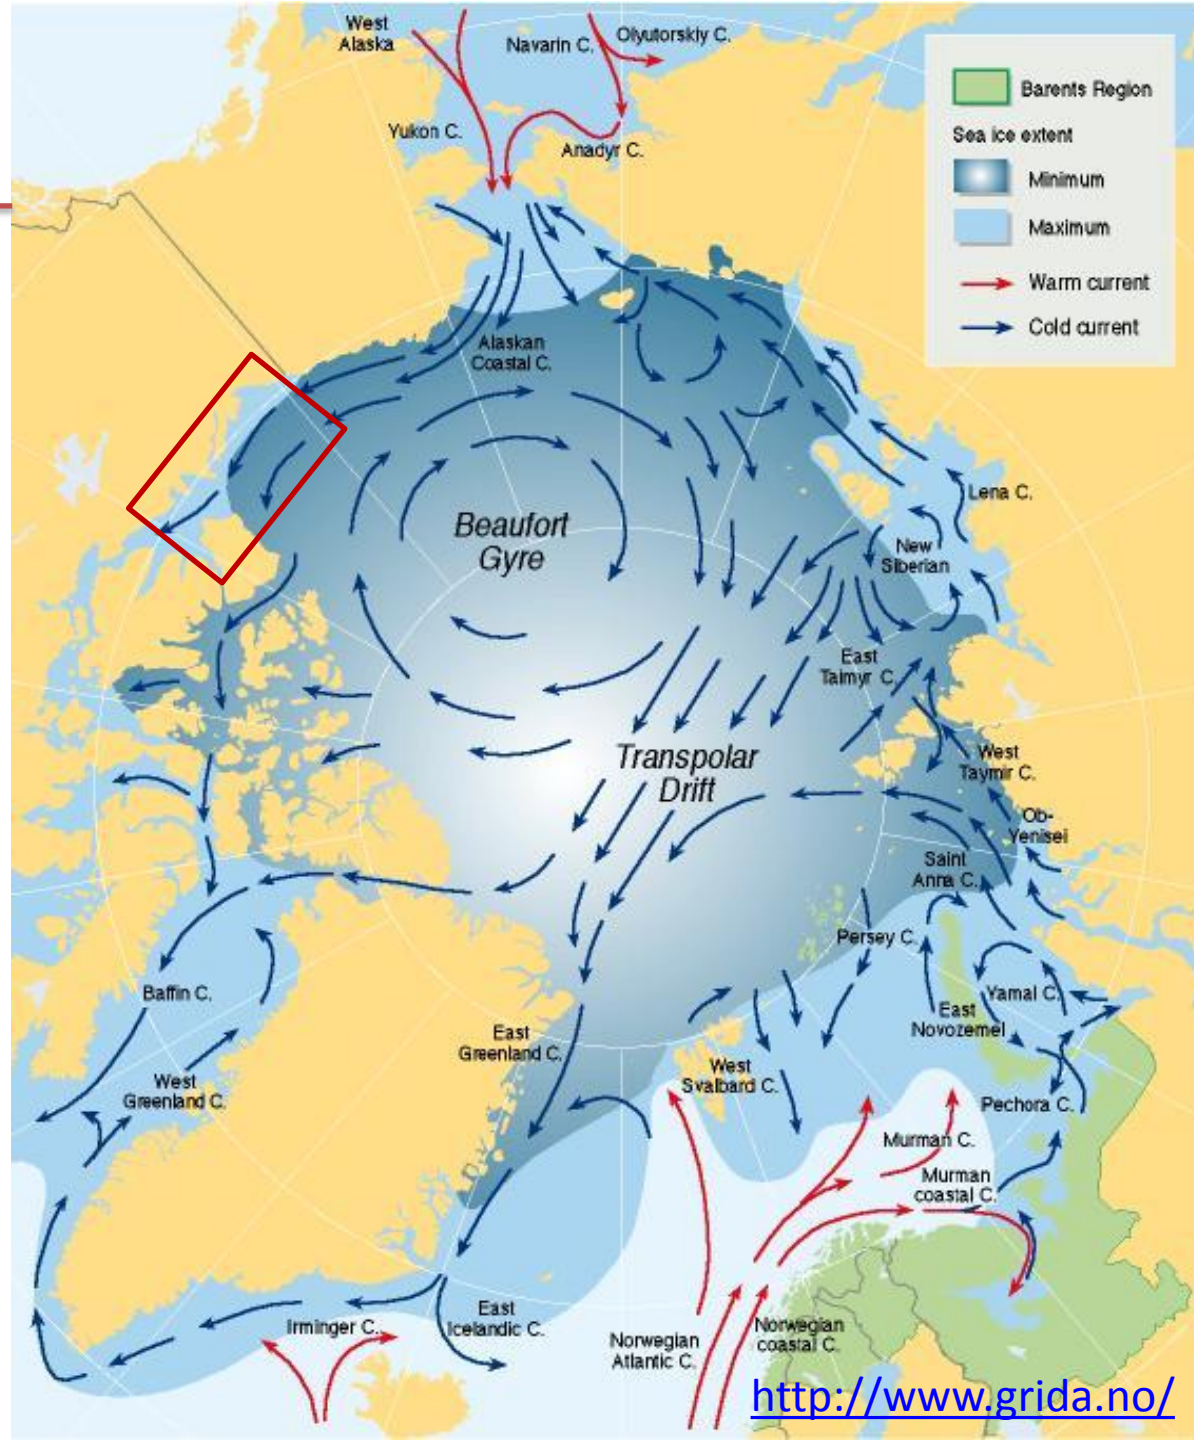 West
Alaska
Navarin C.
Olyutorskiy C.
Yukon C.
Anadyr C.
Barents Region
Sea ice extent
Minimum
Maximum
Warm current
Cold current
Alaskan
Coastal C.
Beaufort
Gyre
Lena C.
New
Siberian
East
Taimyr C.
Transpolar
Drift
West
Taymir C.
Ob-
Yenisei
Saint
Anna C.
Persey C.
Baffin C.
East
Greenland C.
West
Greenland C.
Yamal C.
East
Novozemel
West
Svalbard C.
Pechora C.
Murman C.
Murman
coastal C.
East
Icelandic C.
Irminger C.
Norwegian
Atlantic C.
Norwegian
coastal C.
http://www.grida.no/